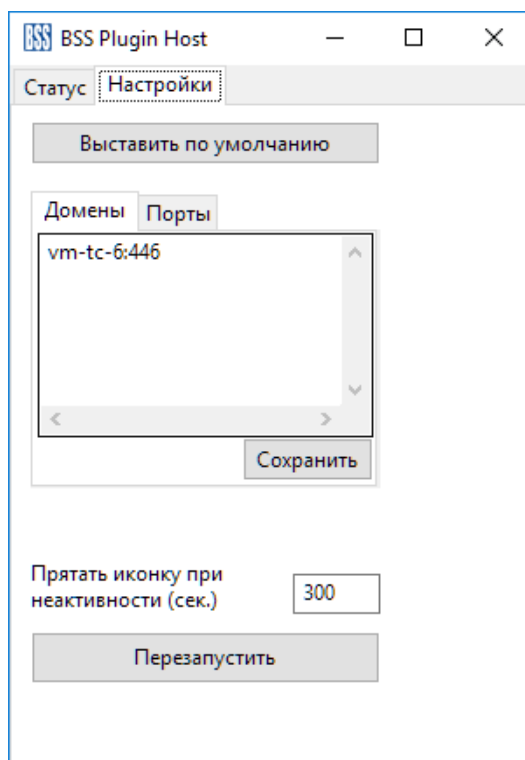 BSS BSS Plugin Host
Статус Настройки
Выставить по умолчанию
Домены Порты
vm-tc-6:446
Сохранить
Прятать иконку при
неактивности (сек.) 300
Перезапустить